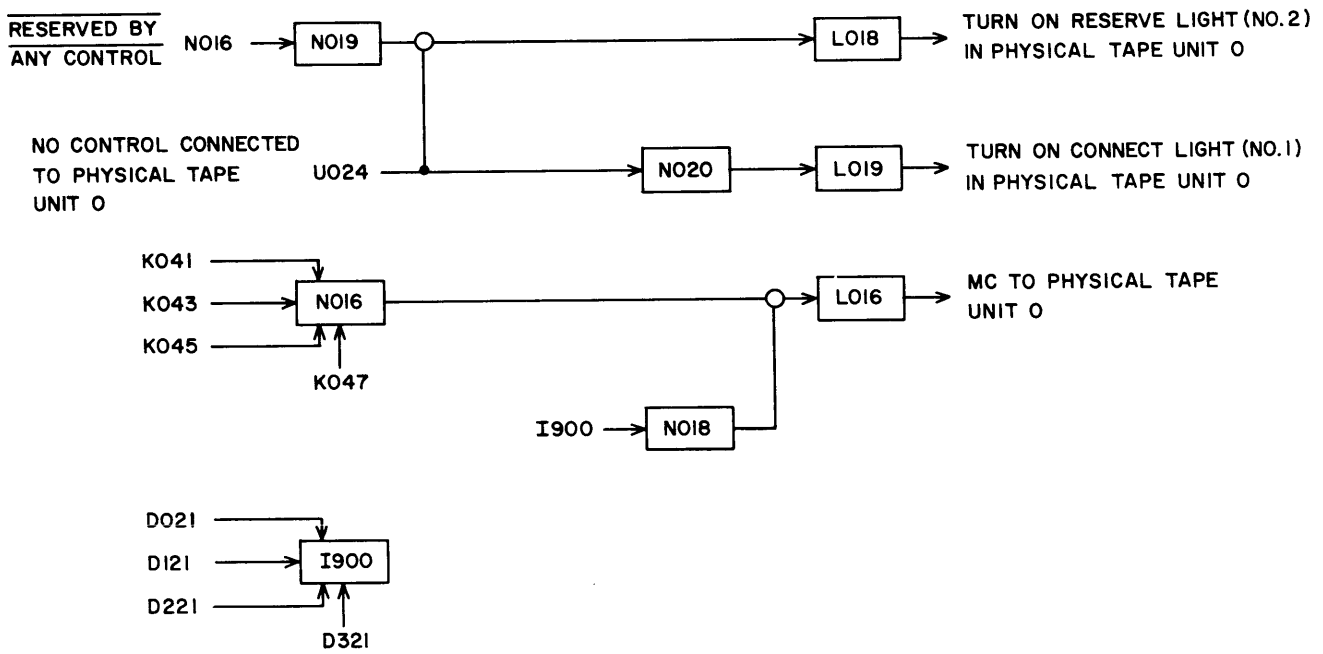 RESERVED BY
ANY CONTROL
N016
N019
L018
TURN ON RESERVE LIGHT (NO. 2)
IN PHYSICAL TAPE UNIT 0
NO CONTROL CONNECTED
TO PHYSICAL TAPE
UNIT 0
U024
N020
L019
TURN ON CONNECT LIGHT (NO. 1)
IN PHYSICAL TAPE UNIT 0
K041
K043
K045
K047
N016
L016
MC TO PHYSICAL TAPE
UNIT 0
I900
N018
D021
D121
D221
D321
I900